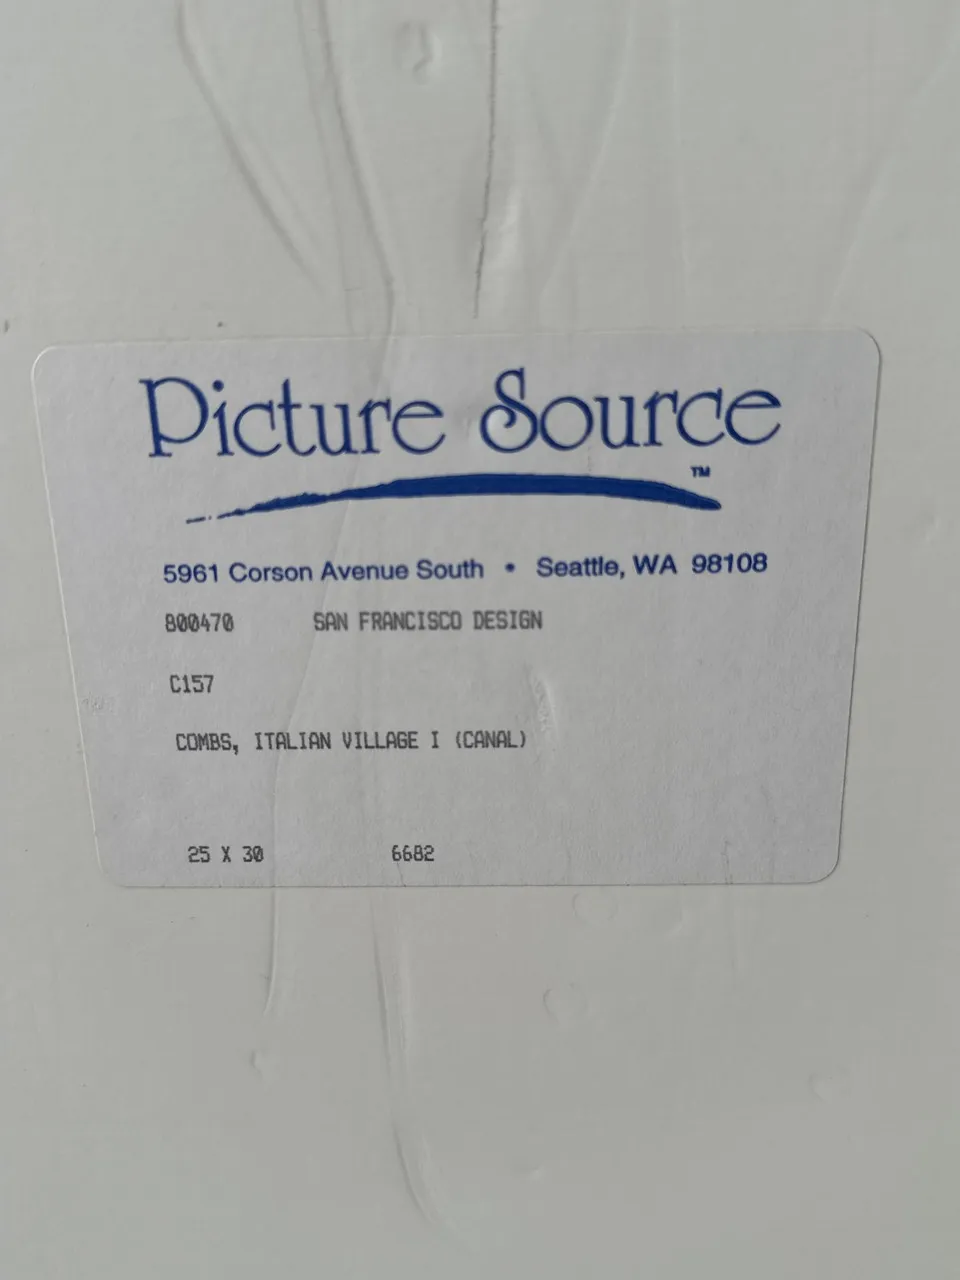 Picture Source
TM
5961 Corson Avenue South • Seattle, WA 98108
800470 SAN FRANCISCO DESIGN
C157
COMBS, ITALIAN VILLAGE I (CANAL)
25 X 30 6682